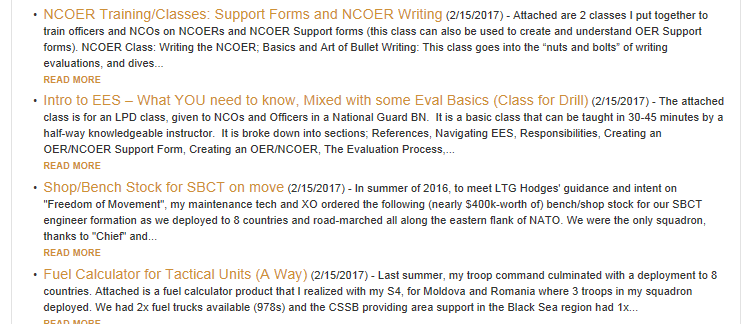 • NCOER Training/Classes: Support Forms and NCOER Writing (2/15/2017) - Attached are 2 classes I put together to
train officers and NCOs on NCOERs and NCOER Support forms (this class can also be used to create and understand OER Support
forms). NCOER Class: Writing the NCOER; Basics and Art of Bullet Writing: This class goes into the “nuts and bolts” of writing
evaluations, and dives...
READ MORE
• Intro to EES – What YOU need to know, Mixed with some Eval Basics (Class for Drill) (2/15/2017) - The attached
class is for an LPD class, given to NCOs and Officers in a National Guard BN.  It is a basic class that can be taught in 30-45 minutes by a
half-way knowledgeable instructor.  It is broke down into sections; References, Navigating EES, Responsibilities, Creating an
OER/NCOER Support Form, Creating an OER/NCOER, The Evaluation Process,...
READ MORE
• Shop/Bench Stock for SBCT on move (2/15/2017) - In summer of 2016, to meet LTG Hodges' guidance and intent on
"Freedom of Movement", my maintenance tech and XO ordered the following (nearly $400k-worth of) bench/shop stock for our SBCT
engineer formation as we deployed to 8 countries and road-marched all along the eastern flank of NATO. We were the only squadron,
thanks to "Chief" and...
READ MORE
• Fuel Calculator for Tactical Units (A Way) (2/15/2017) - Last summer, my troop command culminated with a deployment to 8
countries. Attached is a fuel calculator product that I realized with my S4, for Moldova and Romania where 3 troops in my squadron
deployed. We had 2x fuel trucks available (978s) and the CSSB providing area support in the Black Sea region had 1x...
READ MORE